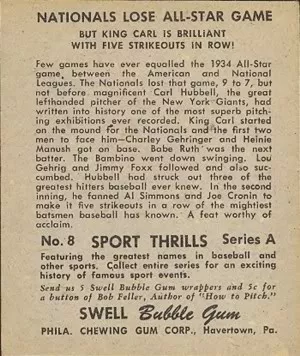 NATIONALS LOSE ALL-STAR GAME
BUT KING CARL IS BRILLIANT
WITH FIVE STRIKEOUTS IN ROW!
Few games have ever equalled the 1934 All-Star
game, between the American and National
Leagues. The Nationals lost that game, 9 to 7, but
not before magnificent Carl Hubbell, the great
lefthanded pitcher of the New York Giants, had
written into history one of the most superb pitch-
ing exhibitions ever recorded. King Carl started
on the mound for the Nationals and the first two
men to face him—Charley Gehringer and Heinie
Manush got on base. Babe Ruth was the next
batter. The Bambino went down swinging. Lou
Gehrig and Jimmy Foxx followed and also suc-
cumbed. Hubbell had struck out three of the
greatest hitters baseball ever knew. In the second
inning, he fanned Al Simmons and Joe Cronin to
make it five strikeouts in a row of the mightiest
batsmen baseball has known. A feat worthy of
acclaim.
No. 8 SPORT THRILLS Series A
Featuring the greatest names in baseball and
other sports. Collect entire series for an exciting
history of famous sport events.
Send us 5 Swell Bubble Gum wrappers and 5c for
a button of Bob Feller, Author of "How to Pitch."
SWELL Bubble Gum
PHILA. CHEWING GUM CORP., Havertown, Pa.